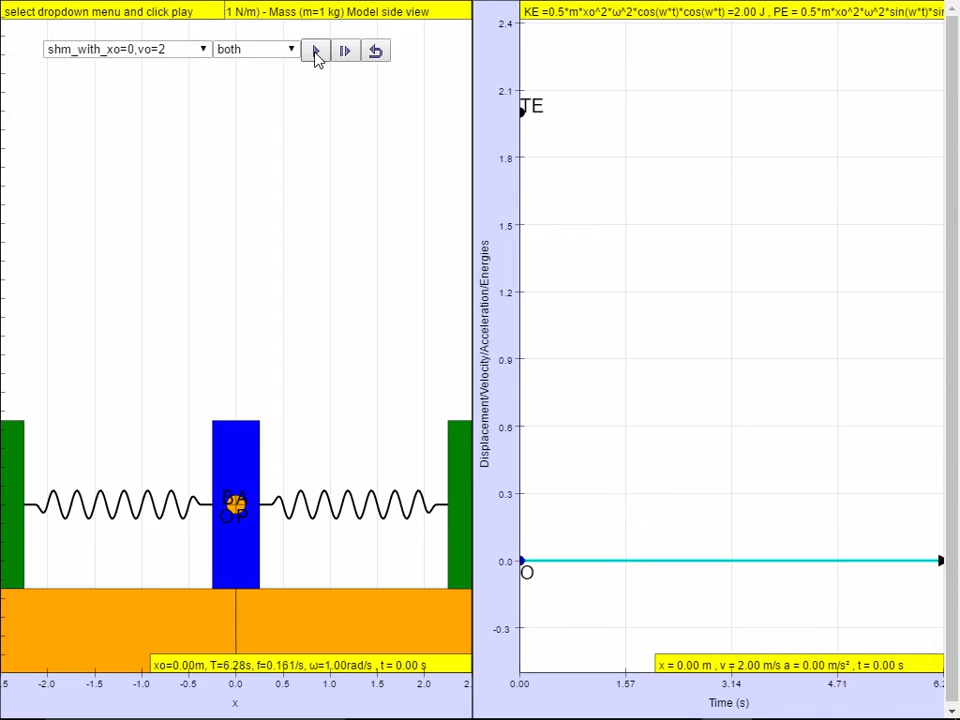 select dropdown menu and click play
1 N/m) - Mass (m=1 kg) Model side view
shm_with_xo=0,vo=2
both
B A
O P
xo=0.00m, T=6.28s, f=0.161/s, ω=1.00rad/s , t = 0.00 s
.5 -2.0 -1.5 -1.0 -0.5 0.0 0.5 1.0 1.5 2.0 2.
x
KE =0.5*m*xo^2*ω^2*cos(w*t)*cos(w*t) =2.00 J , PE = 0.5*m*xo^2*ω^2*sin(w*t)*sin
2.4
2.1
TE
1.8
1.5
1.2
0.9
0.6
0.3
0.0
O
-0.3
Displacement/Velocity/Acceleration/Energies
x = 0.00 m , v = 2.00 m/s a = 0.00 m/s² , t = 0.00 s
0.00 1.57 3.14 4.71 6.2
Time (s)